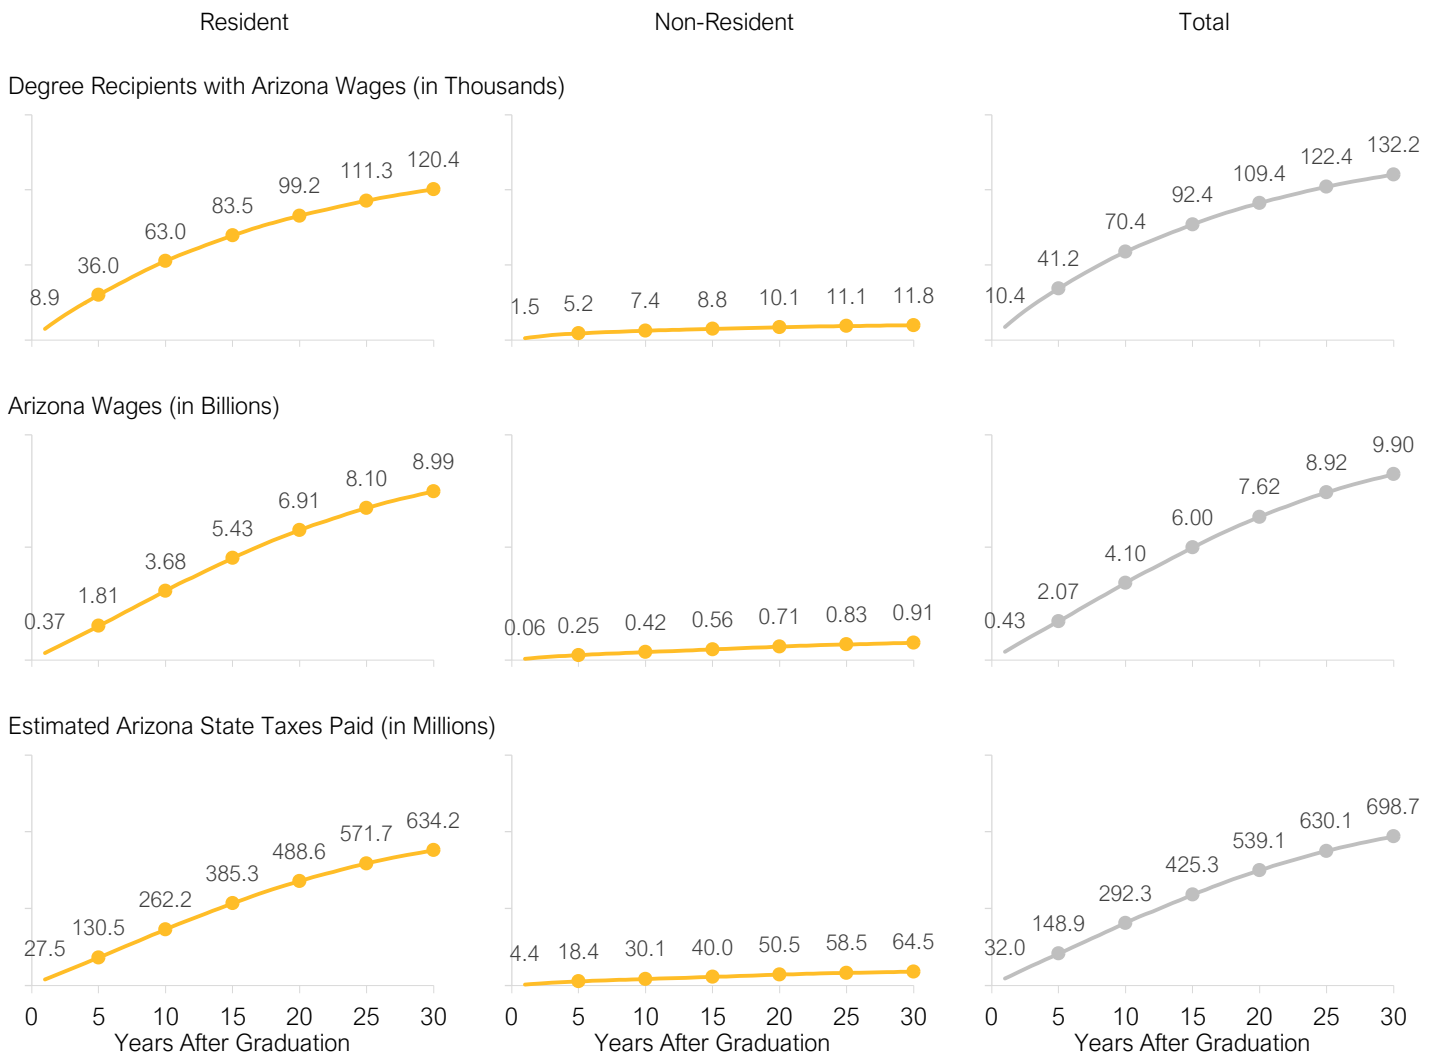 Resident Non-Resident Total
Degree Recipients with Arizona Wages (in Thousands)
8.9 36.0 63.0 83.5 99.2 111.3 120.4
1.5 5.2 7.4 8.8 10.1 11.1 11.8
10.4 41.2 70.4 92.4 109.4 122.4 132.2
Arizona Wages (in Billions)
0.37 1.81 3.68 5.43 6.91 8.10 8.99
0.06 0.25 0.42 0.56 0.71 0.83 0.91
0.43 2.07 4.10 6.00 7.62 8.92 9.90
Estimated Arizona State Taxes Paid (in Millions)
27.5 130.5 262.2 385.3 488.6 571.7 634.2
4.4 18.4 30.1 40.0 50.5 58.5 64.5
32.0 148.9 292.3 425.3 539.1 630.1 698.7
0 5 10 15 20 25 30
Years After Graduation
0 5 10 15 20 25 30
Years After Graduation
0 5 10 15 20 25 30
Years After Graduation